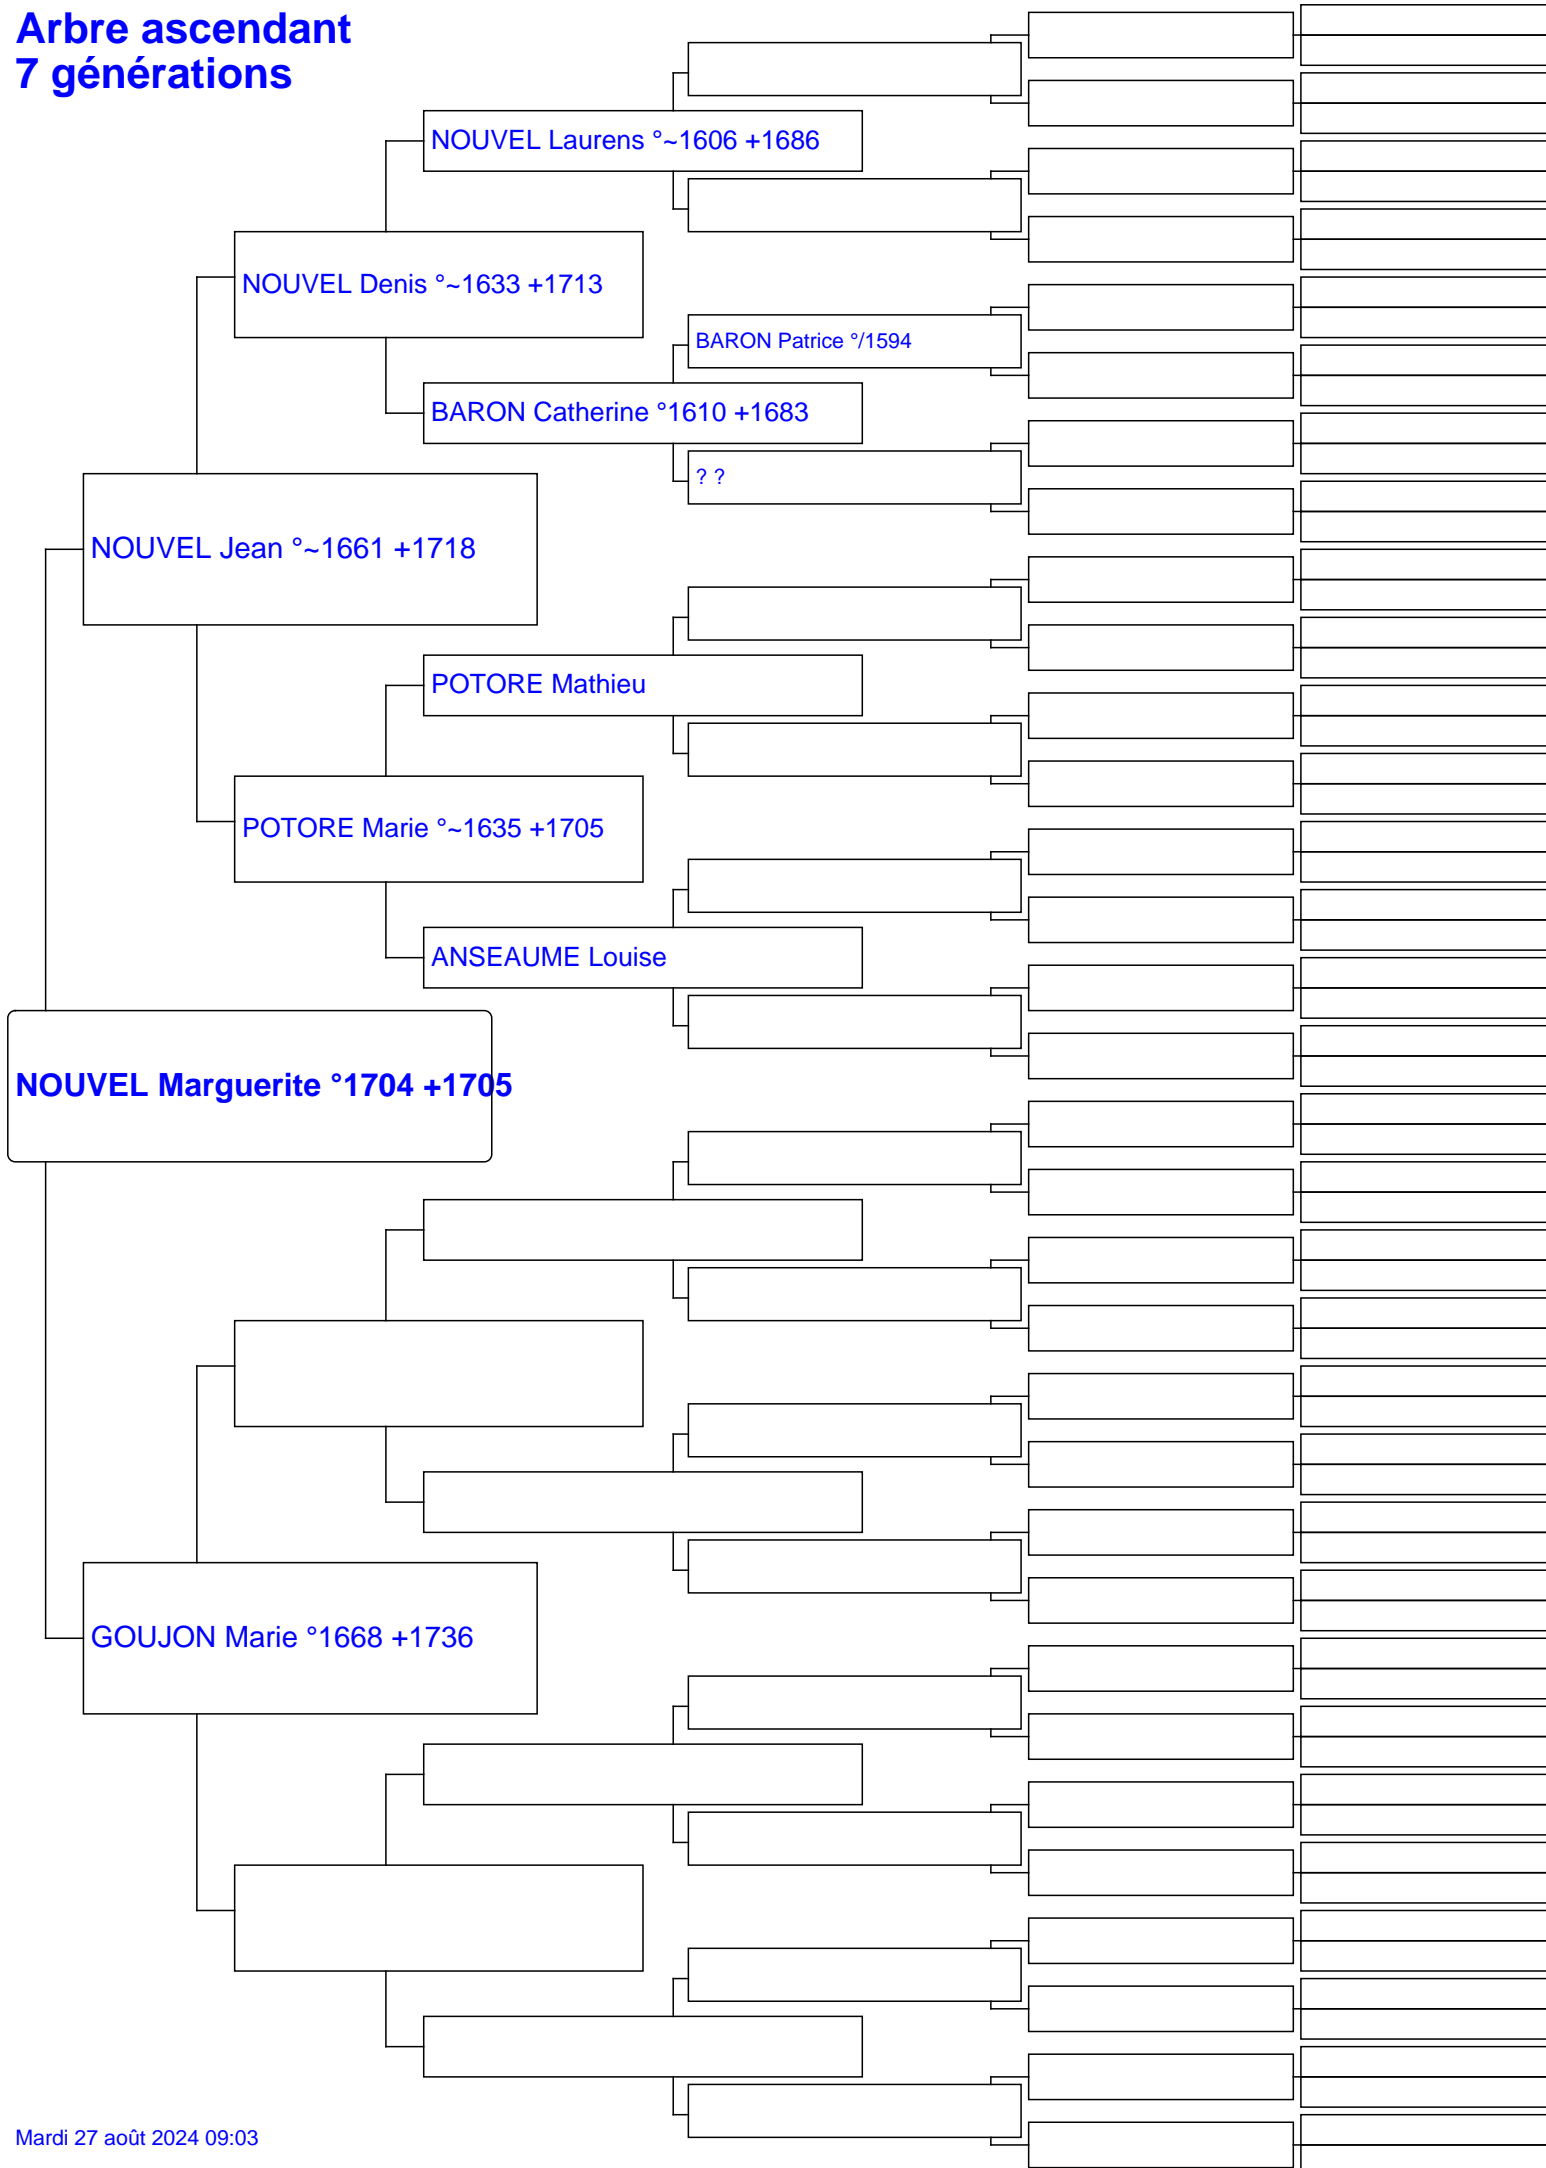 Arbre ascendant
7 générations
NOUVEL Laurens °~1606 +1686
NOUVEL Denis °~1633 +1713
BARON Patrice °/1594
BARON Catherine °1610 +1683
? ?
NOUVEL Jean °~1661 +1718
POTORE Mathieu
POTORE Marie °~1635 +1705
ANSEAUME Louise
NOUVEL Marguerite °1704 +1705
GOUJON Marie °1668 +1736
Mardi 27 août 2024 09:03